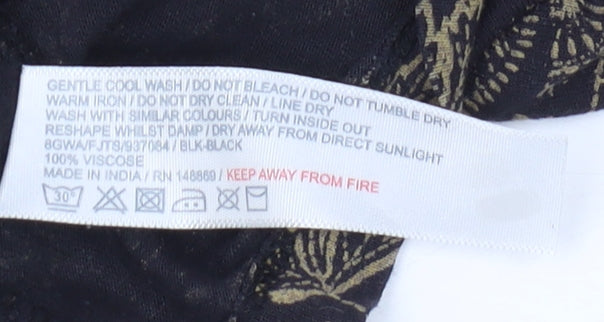 GENTLE COOL WASH / DO NOT BLEACH / DO NOT TUMBLE DRY
WARM IRON / DO NOT DRY CLEAN / LINE DRY
WASH WITH SIMILAR COLOURS / TURN INSIDE OUT
RESHAPE WHILST DAMP / DRY AWAY FROM DIRECT SUNLIGHT
8GWA/FJTS/937084 / BLK-BLACK
100% VISCOSE
MADE IN INDIA / RN 148869 / KEEP AWAY FROM FIRE
30°